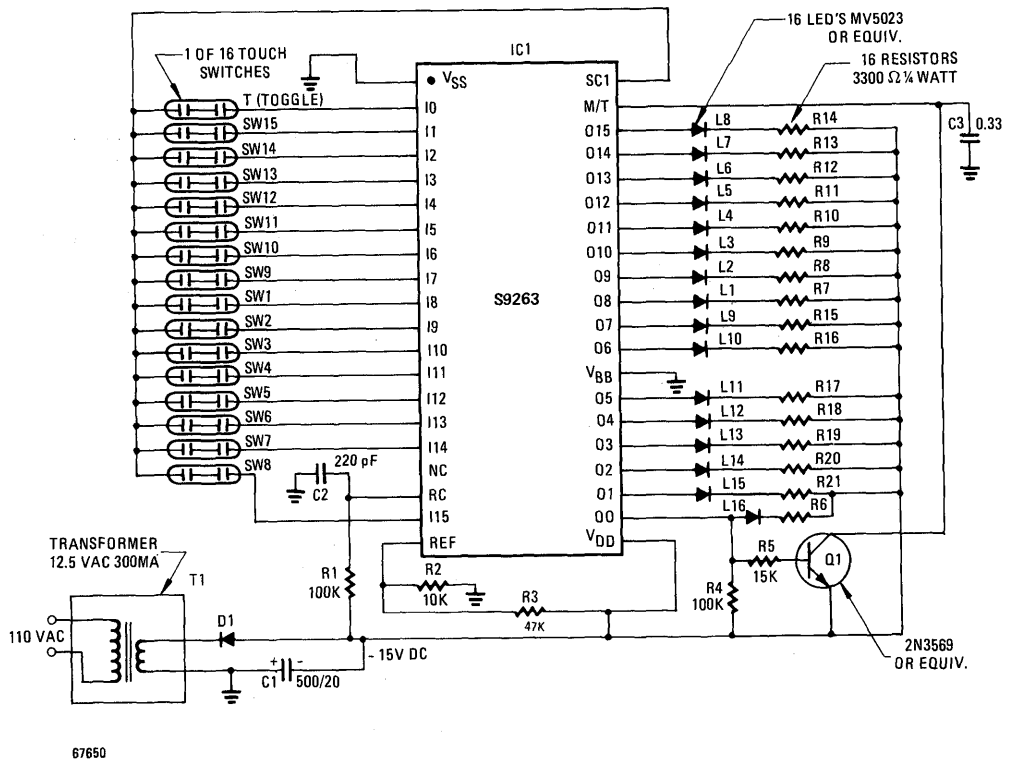 16 LED'S MV5023
OR EQUIV.
1 OF 16 TOUCH
SWITCHES
IC1
16 RESISTORS
3300 Ω ¼ WATT
VSS
SC1
T (TOGGLE)
I0
M/T
C3 0.33
SW15
I1
O15
L8
R14
SW14
I2
O14
L7
R13
SW13
I3
O13
L6
R12
SW12
I4
O12
L5
R11
SW11
I5
O11
L4
R10
SW10
I6
O10
L3
R9
SW9
I7
O9
L2
R8
S9263
SW1
I8
O8
L1
R7
SW2
I9
O7
L9
R15
SW3
I10
O6
L10
R16
SW4
I11
VBB
SW5
I12
O5
L11
R17
SW6
I13
O4
L12
R18
SW7
I14
O3
L13
R19
SW8
220 pF
C2
NC
O2
L14
R20
RC
O1
L15
R21
I15
O0
L16
R6
REF
VDD
TRANSFORMER
12.5 VAC 300MA
T1
R1
100K
R2
10K
R3
47K
R5
15K
R4
100K
Q1
110 VAC
D1
- 15V DC
+ -
C1 500/20
2N3569
OR EQUIV.
67650